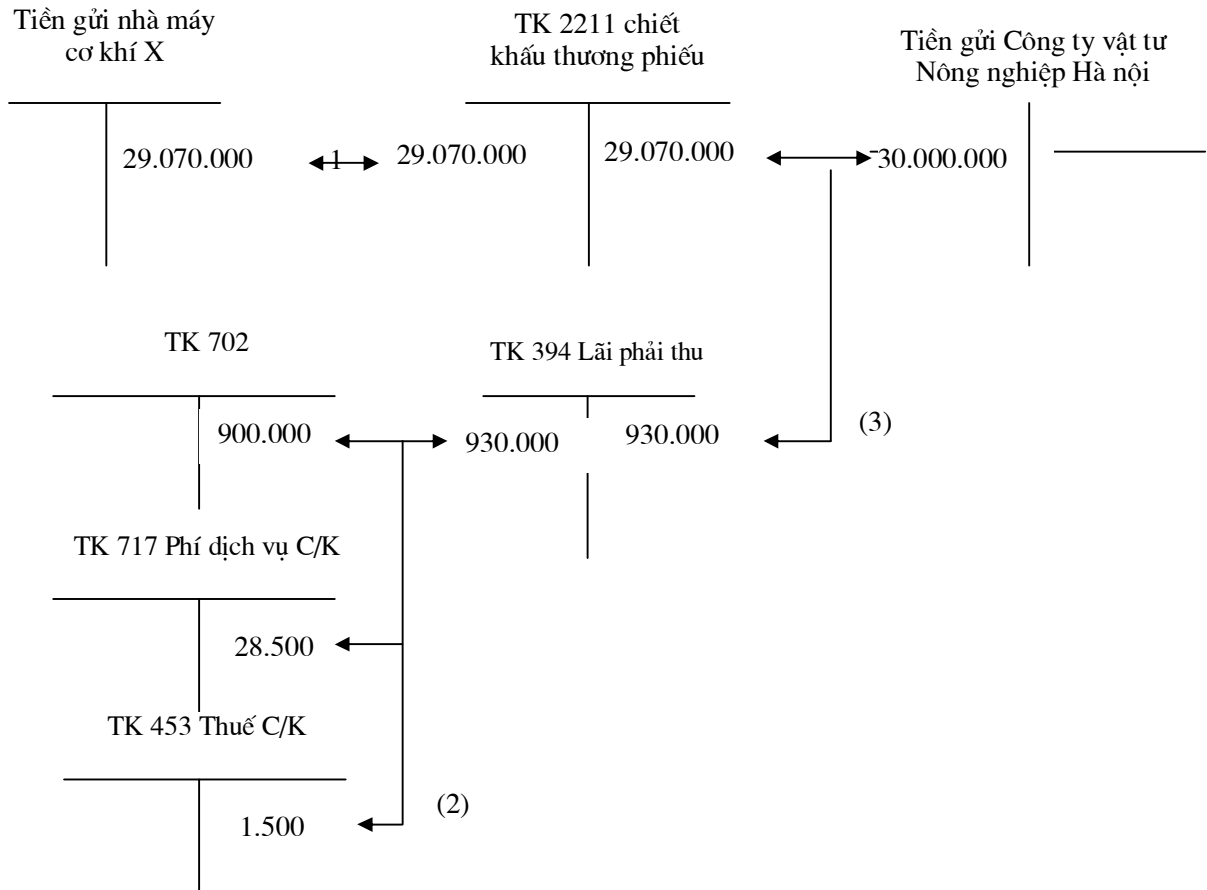 Tiền gửi nhà máy
cơ khí X
TK 2211 chiết
khấu thương phiếu
Tiền gửi Công ty vật tư
Nông nghiệp Hà nội
29.070.000
1
29.070.000
29.070.000
30.000.000
TK 702
TK 394 Lãi phải thu
900.000
930.000
930.000
(3)
TK 717 Phí dịch vụ C/K
28.500
TK 453 Thuế C/K
1.500
(2)